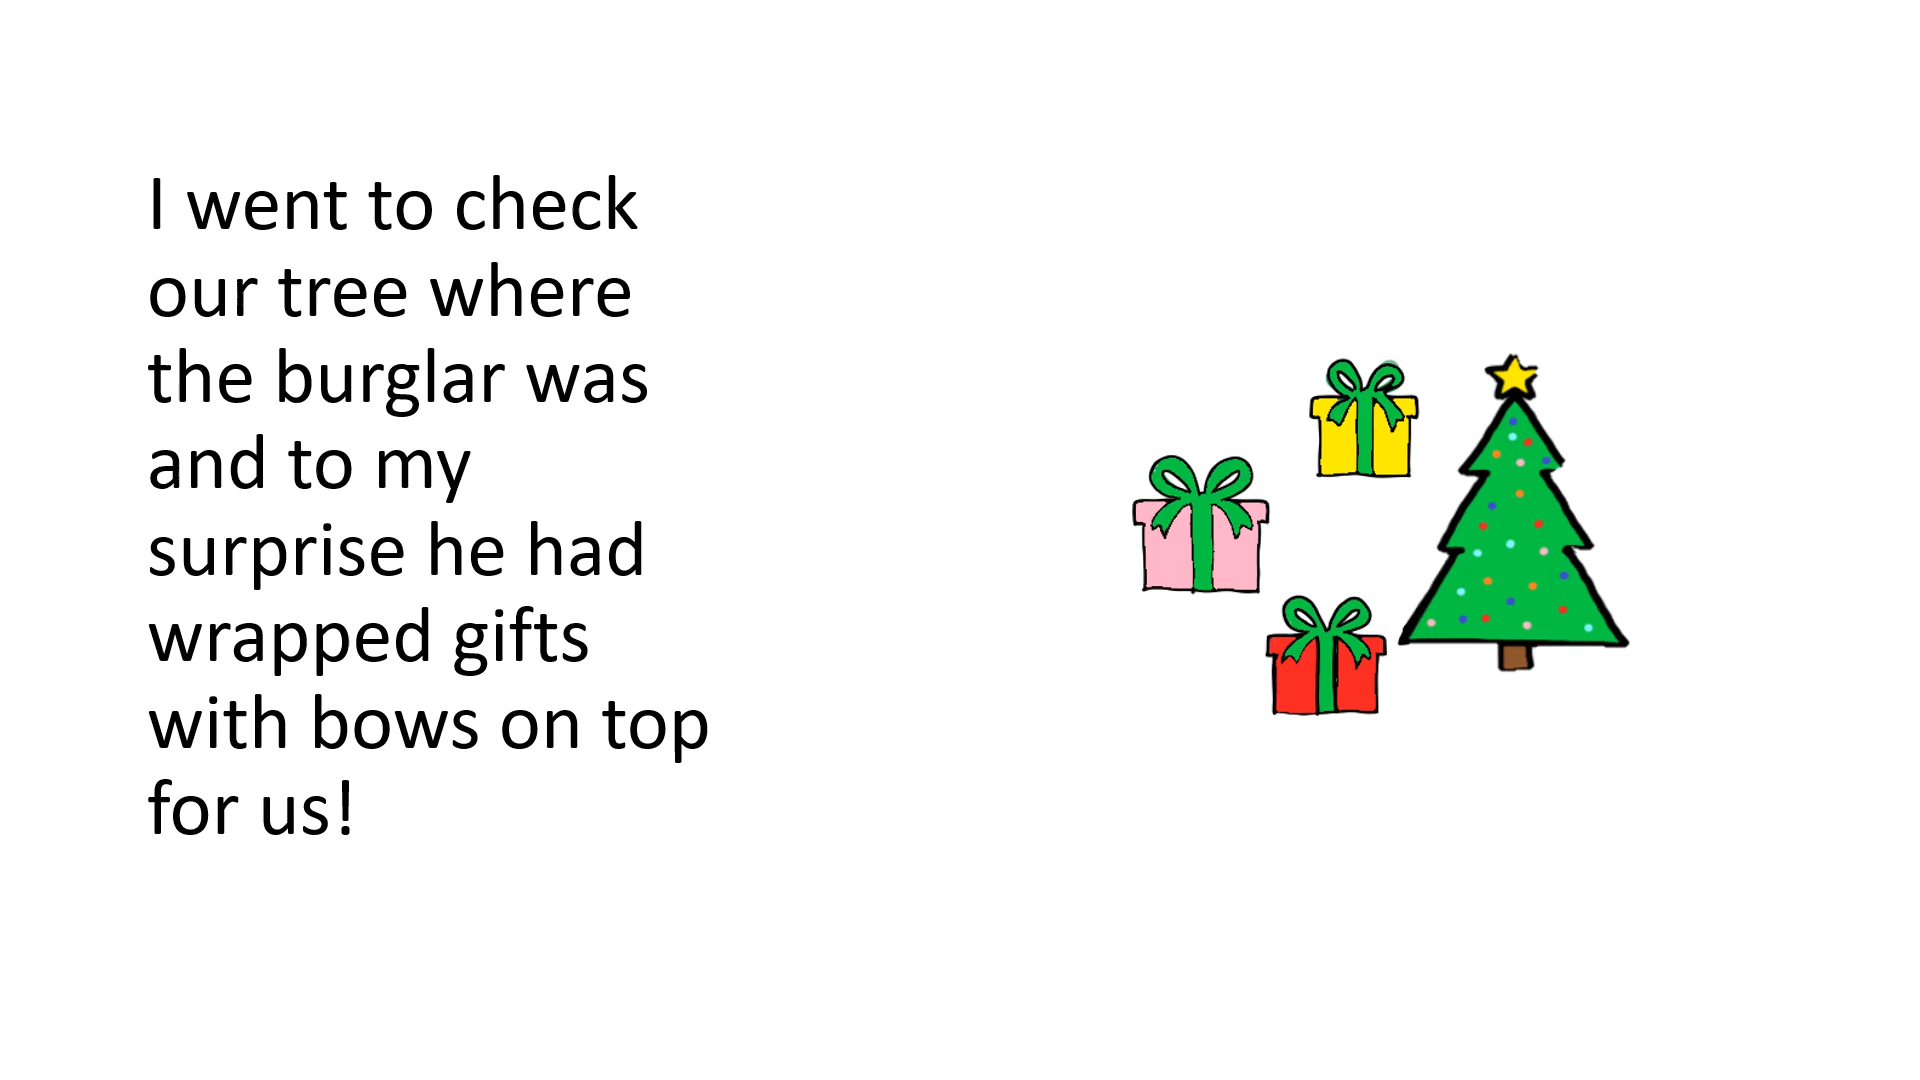 I went to check
our tree where
the burglar was
and to my
surprise he had
wrapped gifts
with bows on top
for us!